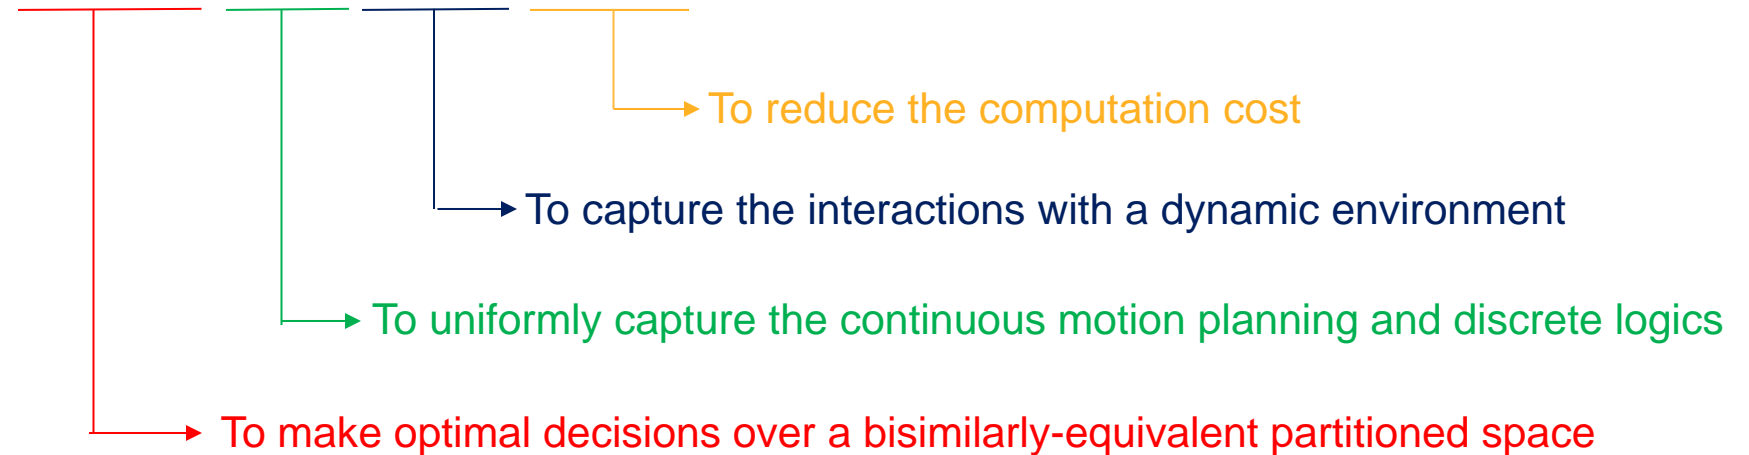 To reduce the computation cost
To capture the interactions with a dynamic environment
To uniformly capture the continuous motion planning and discrete logics
To make optimal decisions over a bisimilarly-equivalent partitioned space